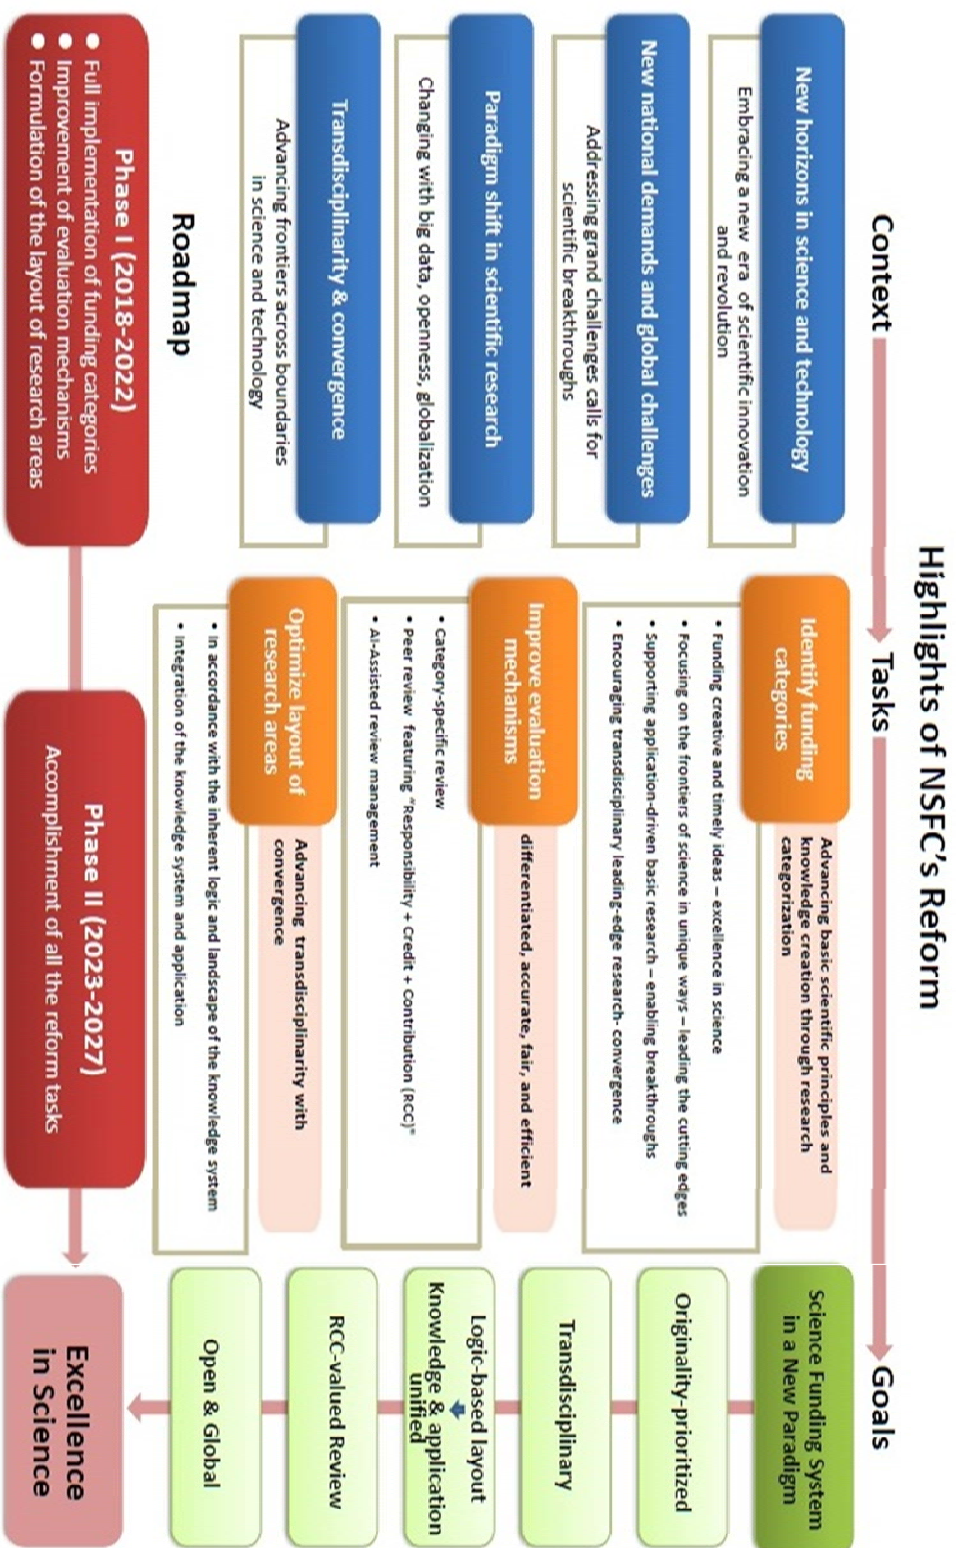 Highlights of NSFC's Reform
Context
Tasks
Goals
New horizons in science and technology
Embracing a new era of scientific innovation
and revolution
New national demands and global challenges
Addressing grand challenges calls for
scientific breakthroughs
Paradigm shift in scientific research
Changing with big data, openness, globalization
Transdisciplinarity & convergence
Advancing frontiers across boundaries
in science and technology
Identify funding
categories
Advancing basic scientific principles and
knowledge creation through research
categorization
• Funding creative and timely ideas – excellence in science
• Focusing on the frontiers of science in unique ways – leading the cutting edges
• Supporting application-driven basic research – enabling breakthroughs
• Encouraging transdisciplinary leading-edge research- convergence
Improve evaluation
mechanisms
differentiated, accurate, fair, and efficient
• Category-specific review
• Peer review featuring "Responsibility + Credit + Contribution (RCC)"
• AI-Assisted review management
Optimize layout of
research areas
Advancing transdisciplinarity with
convergence
• In accordance with the inherent logic and landscape of the knowledge system
• Integration of the knowledge system and application
Science Funding System
in a New Paradigm
Originality-prioritized
Transdisciplinary
Logic-based layout
Knowledge & application
unified
RCC-valued Review
Open & Global
Roadmap
Phase I (2018-2022)
● Full implementation of funding categories
● Improvement of evaluation mechanisms
● Formulation of the layout of research areas
Phase II (2023-2027)
Accomplishment of all the reform tasks
Excellence
in Science